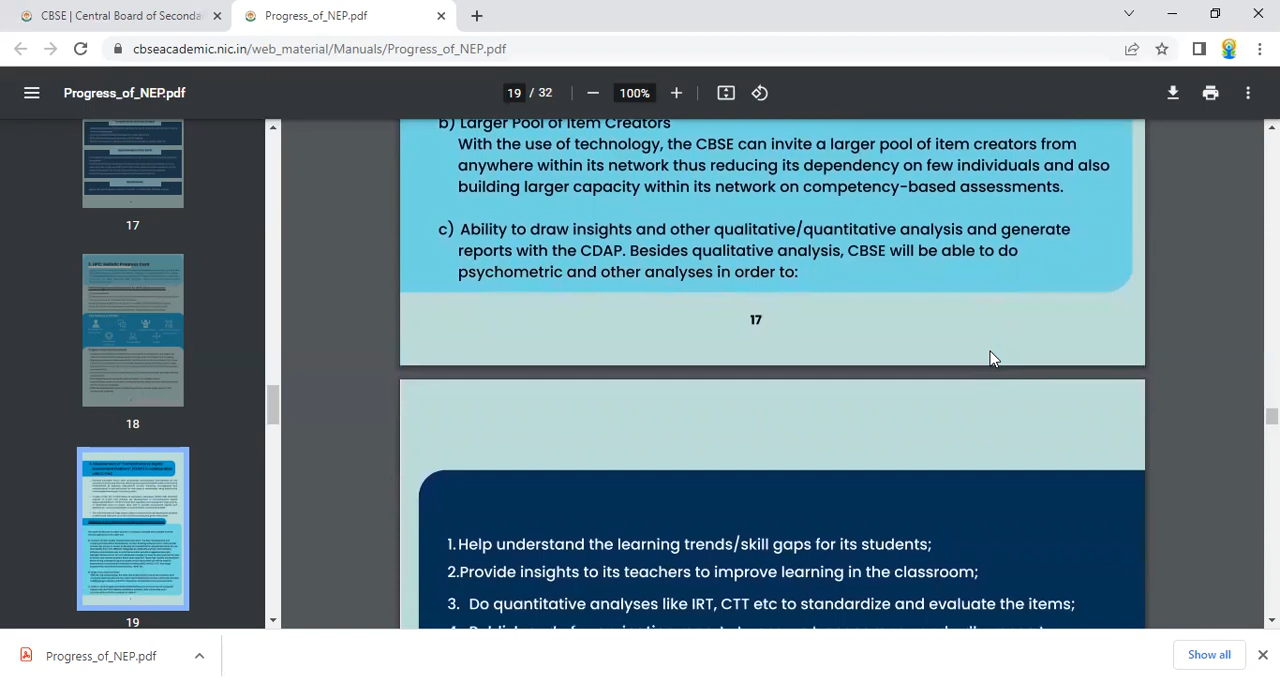 CBSE | Central Board of Seconda
Progress_of_NEP.pdf
cbseacademic.nic.in/web_material/Manuals/Progress_of_NEP.pdf
Progress_of_NEP.pdf
19 / 32
100%
17
18
19
b) Larger Pool of Item Creators
With the use of technology, the CBSE can invite a larger pool of item creators from
anywhere within its network thus reducing its dependency on few individuals and also
building larger capacity within its network on competency-based assessments.
c) Ability to draw insights and other qualitative/quantitative analysis and generate
reports with the CDAP. Besides qualitative analysis, CBSE will be able to do
psychometric and other analyses in order to:
17
1.Help understand the learning trends/skill gaps for its students;
2.Provide insights to its teachers to improve learning in the classroom;
3. Do quantitative analyses like IRT, CTT etc to standardize and evaluate the items;
Progress_of_NEP.pdf
Show all